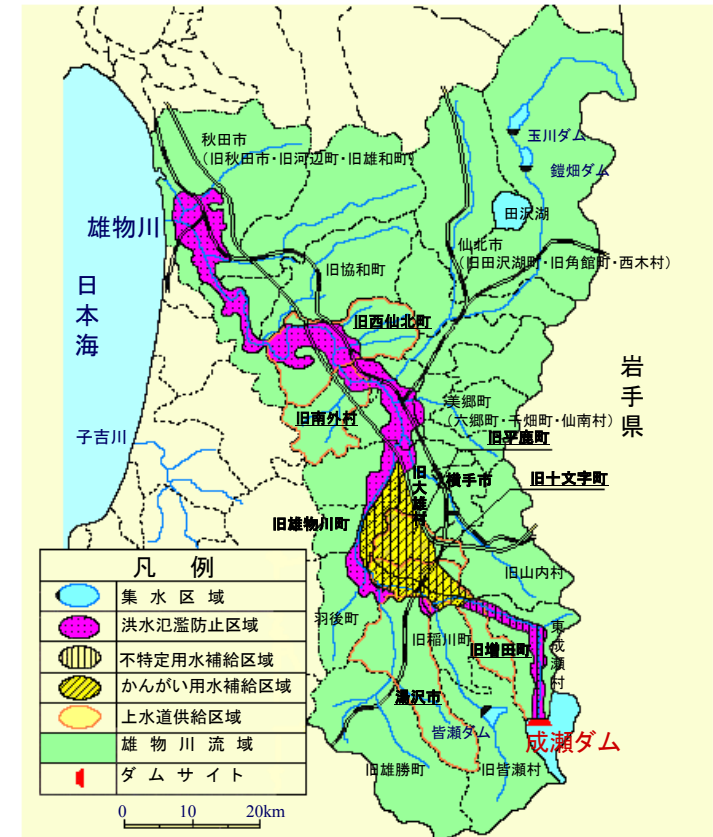 玉川ダム
秋田市
(旧秋田市・旧河辺町・旧雄和町)
鎧畑ダム
田沢湖
雄物川
仙北市
(旧田沢湖町・旧角館町・西木村)
旧協和町
日本海
旧西仙北町
岩手県
美郷町
(六郷町・千畑町・仙南村)
旧南外村
子吉川
旧平鹿町
旧大雄村
横手市
旧十文字町
旧雄物川町
旧山内村
羽後町
旧稲川町
旧増田町
東成瀬村
湯沢市
皆瀬ダム
成瀬ダム
旧雄勝町
旧皆瀬村
凡 例
集 水 区 域
洪水氾濫防止区域
不特定用水補給区域
かんがい用水補給区域
上水道供給区域
雄 物 川 流 域
ダ ム サ イ ト
0 10 20km